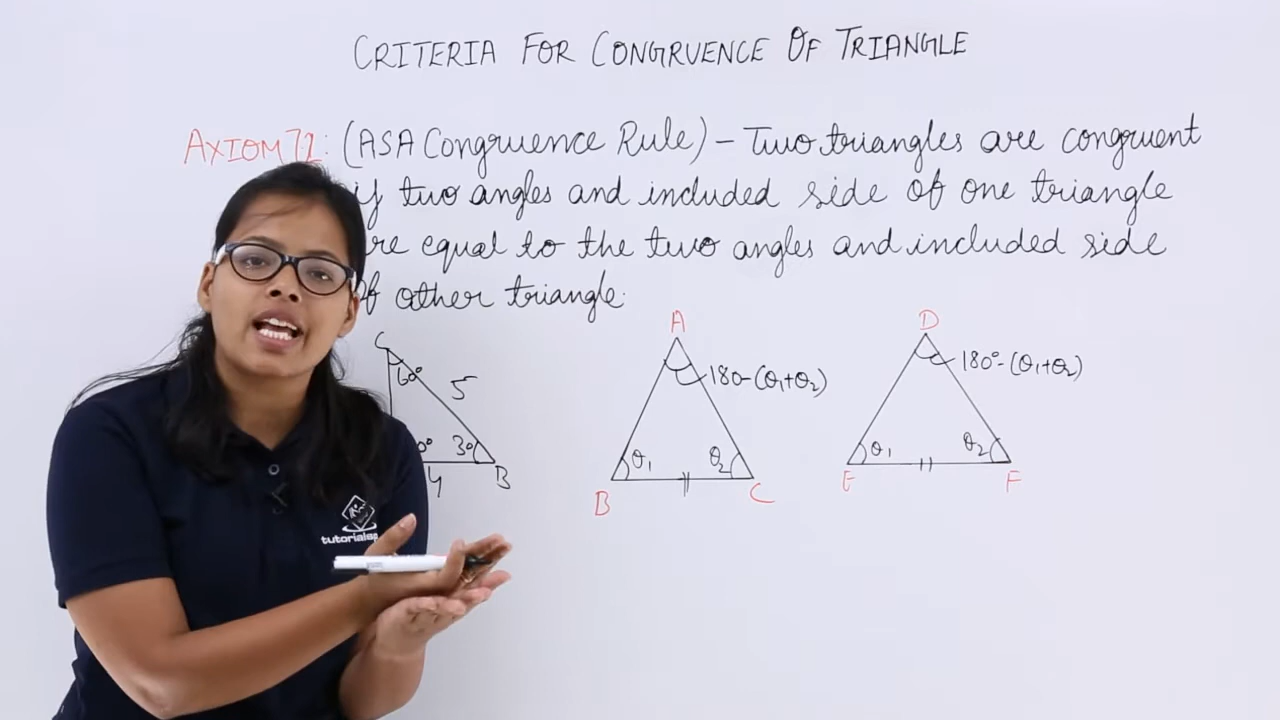 CRITERIA FOR CONGRUENCE OF TRIANGLE
AXIOM 7.2: (ASA Congruence Rule) – Two triangles are congruent
if two angles and included side of one triangle
re equal to the two angles and included side
of other triangle.
C
60°
5
30
4
B
A
180-(θ1+θ2)
θ1
θ2
B
C
D
180°-(θ1+θ2)
θ1
θ2
E
F
tutorialsp